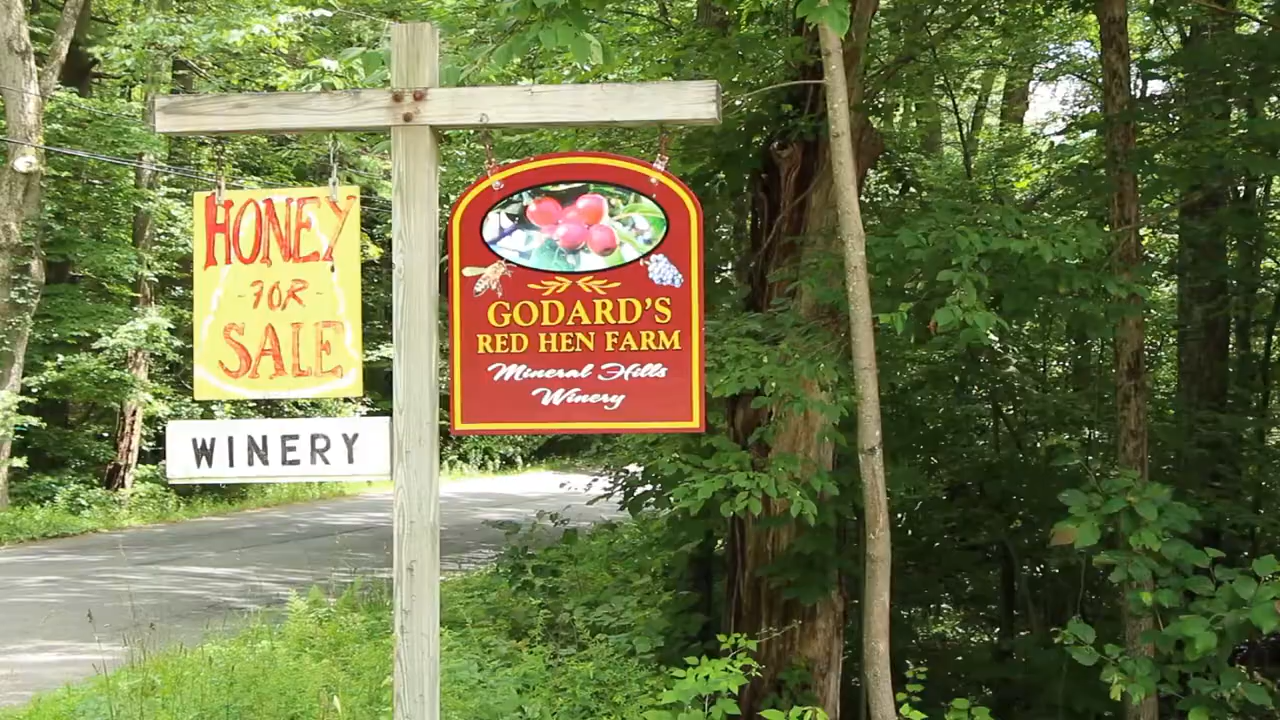 HONEY
-FOR-
SALE
WINERY
GODARD'S
RED HEN FARM
Mineral Hills
Winery